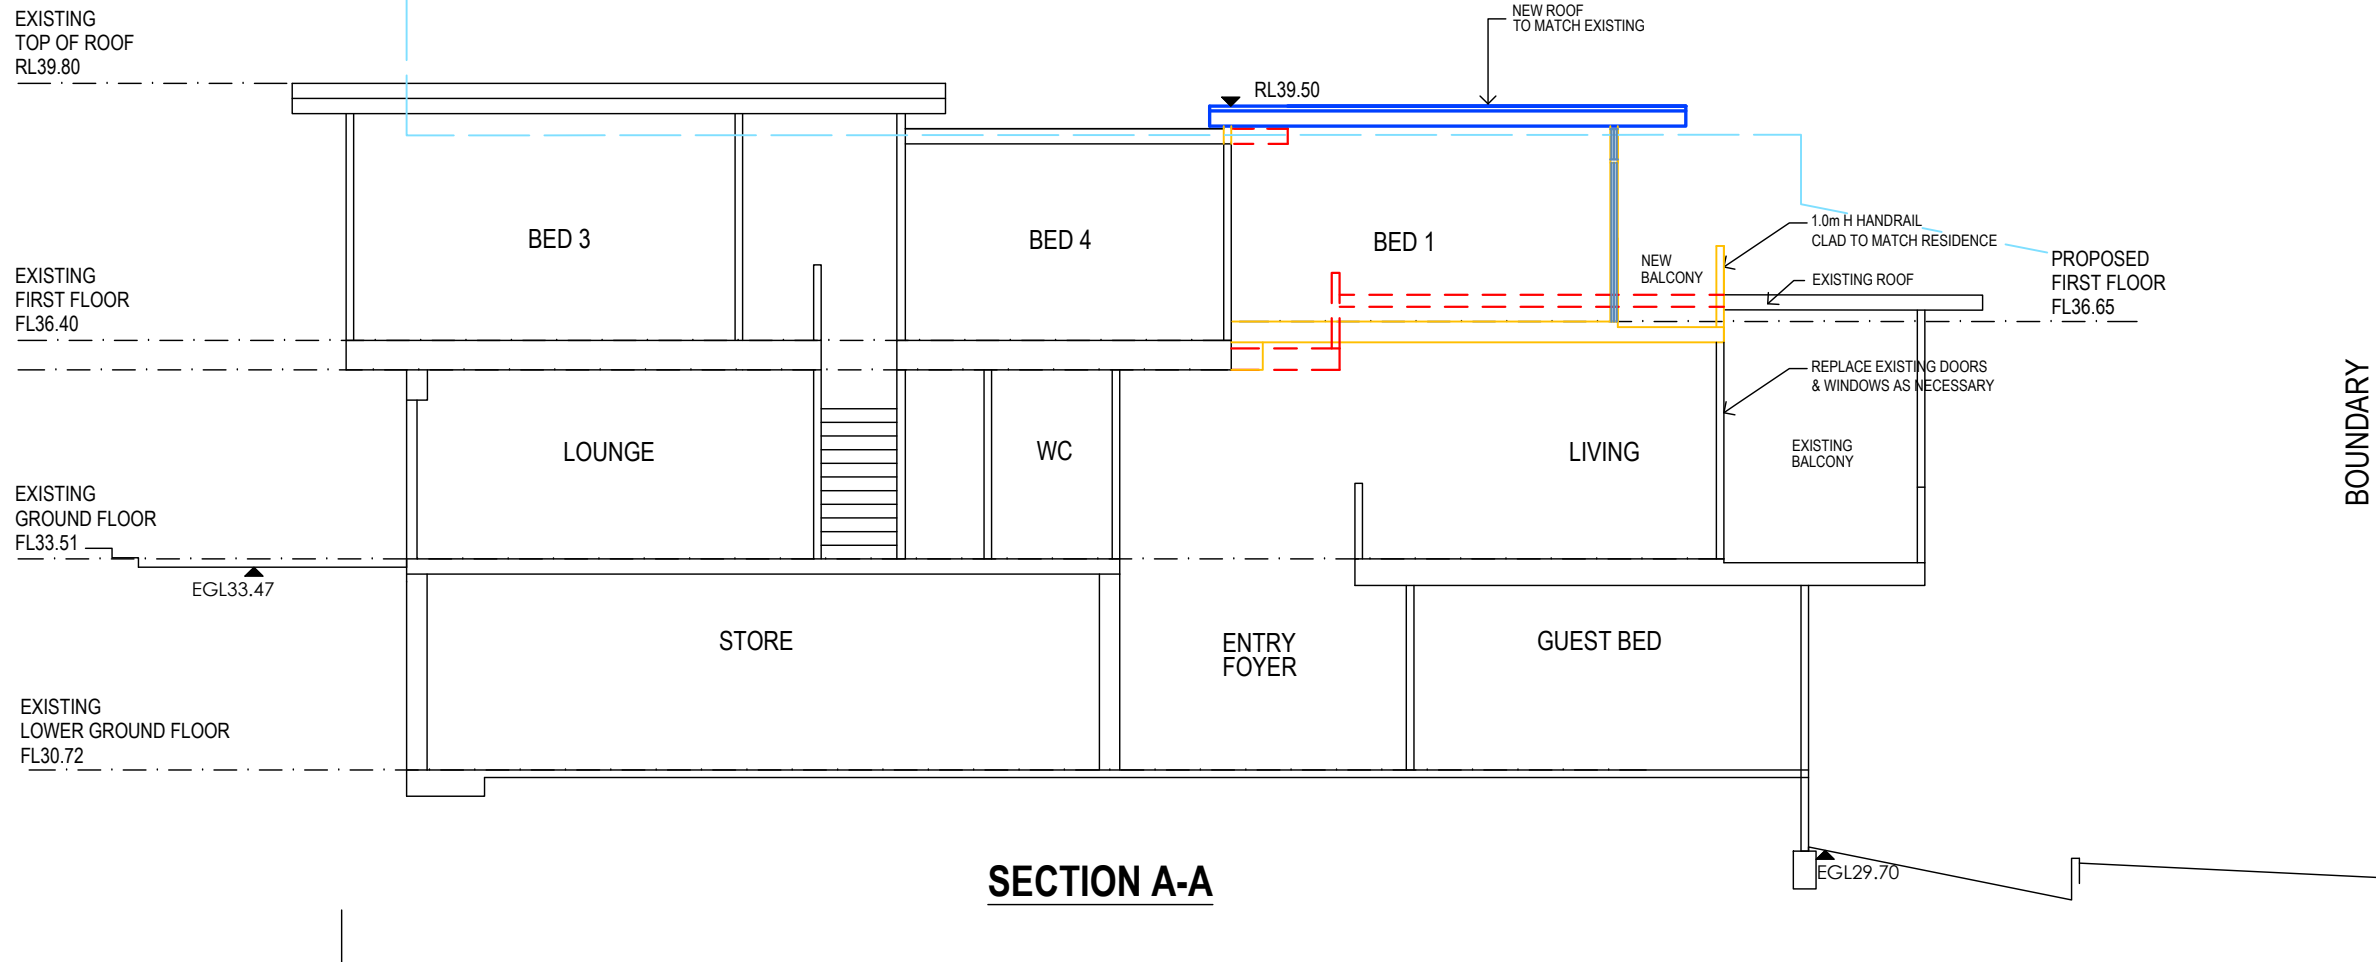 EXISTING
TOP OF ROOF
RL39.80
NEW ROOF
TO MATCH EXISTING
RL39.50
BED 3
BED 4
BED 1
1.0m H HANDRAIL
CLAD TO MATCH RESIDENCE
NEW
BALCONY
EXISTING ROOF
PROPOSED
FIRST FLOOR
FL36.65
EXISTING
FIRST FLOOR
FL36.40
REPLACE EXISTING DOORS
& WINDOWS AS NECESSARY
BOUNDARY
LOUNGE
WC
LIVING
EXISTING
BALCONY
EXISTING
GROUND FLOOR
FL33.51
EGL33.47
STORE
ENTRY
FOYER
GUEST BED
EXISTING
LOWER GROUND FLOOR
FL30.72
EGL29.70
SECTION A-A